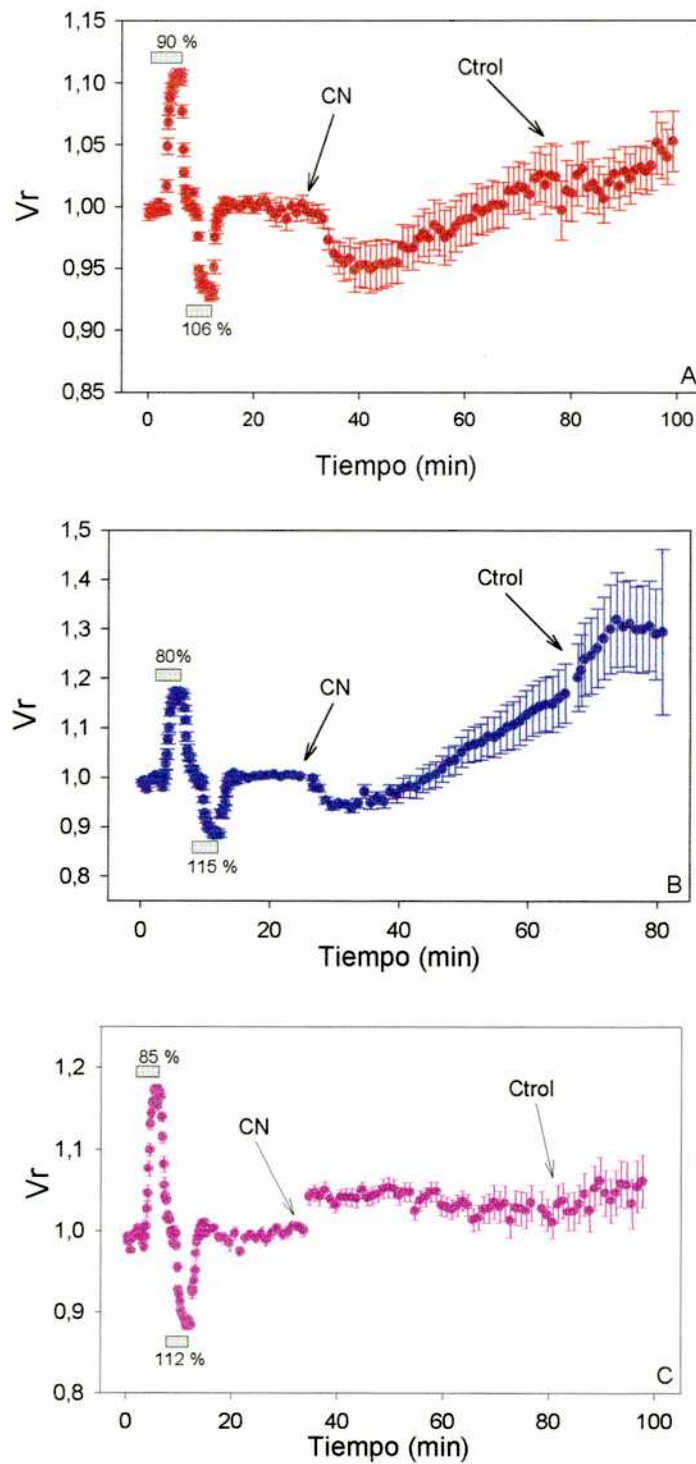 1,15
90 %
1,10
Ctrol
CN
1,05
Vr
1,00
0,95
0,90
106 %
0,85
A
0 20 40 60 80 100
Tiempo (min)
1,5
1,4
Ctrol
1,3
80%
1,2
CN
Vr
1,1
1,0
0,9
115 %
0,8
B
0 20 40 60 80
Tiempo (min)
85 %
1,2
Ctrol
CN
1,1
Vr
1,0
0,9
112 %
C
0,8
0 20 40 60 80 100
Tiempo (min)